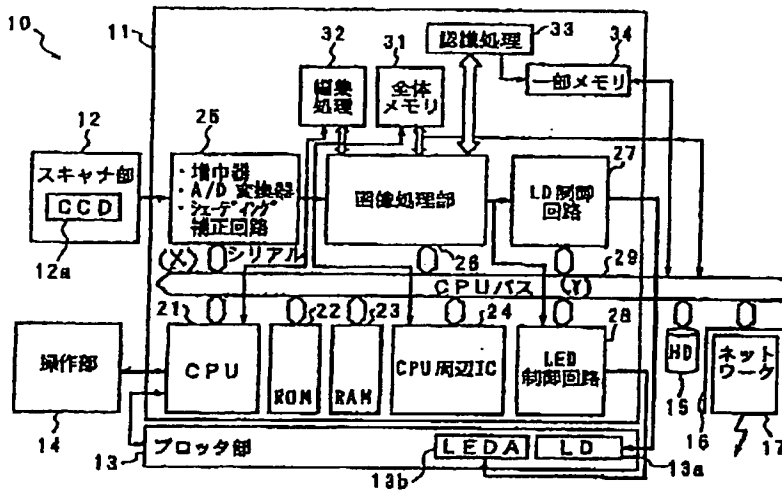 10
11
32
31
認識処理
33
34
編集
処理
全体
メモリ
一部メモリ
12
スキャナ部
CCD
12a
25
・増巾器
・A/D変換器
・シェーディング
補正回路
画像処理部
26
27
LD制御
回路
(X)
シリアル
29
CPUバス
(Y)
21
CPU
22
ROM
23
RAM
24
CPU周辺IC
28
LED
制御回路
操作部
14
HD
15
16
ネット
ワーク
17
13
プロッタ部
LEDA
13b
LD
13a